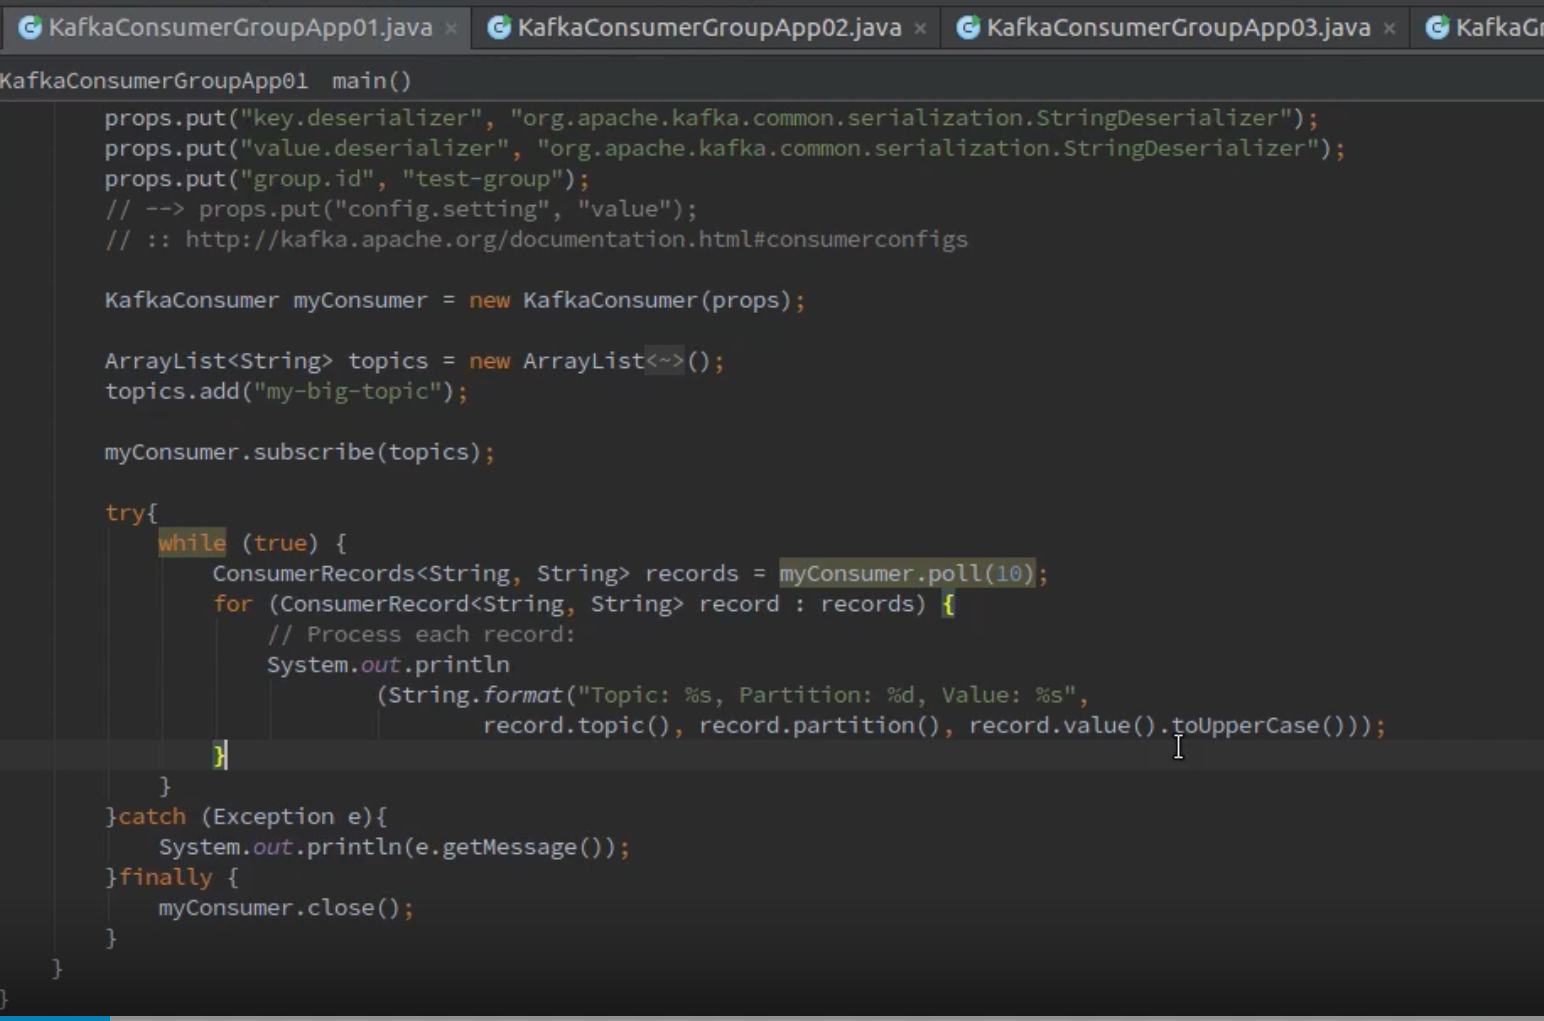 KafkaConsumerGroupApp01.java × KafkaConsumerGroupApp02.java × KafkaConsumerGroupApp03.java ×
KafkaConsumerGroupApp01 main()
props.put("key.deserializer", "org.apache.kafka.common.serialization.StringDeserializer");
props.put("value.deserializer", "org.apache.kafka.common.serialization.StringDeserializer");
props.put("group.id", "test-group");
// --> props.put("config.setting", "value");
// :: http://kafka.apache.org/documentation.html#consumerconfigs
KafkaConsumer myConsumer = new KafkaConsumer(props);
ArrayList<String> topics = new ArrayList<~>();
topics.add("my-big-topic");
myConsumer.subscribe(topics);
try{
while (true) {
ConsumerRecords<String, String> records = myConsumer.poll(10);
for (ConsumerRecord<String, String> record : records) {
// Process each record:
System.out.println
(String.format("Topic: %s, Partition: %d, Value: %s",
record.topic(), record.partition(), record.value().toUpperCase()));
}
}
}catch (Exception e){
System.out.println(e.getMessage());
}finally {
myConsumer.close();
}
}
}